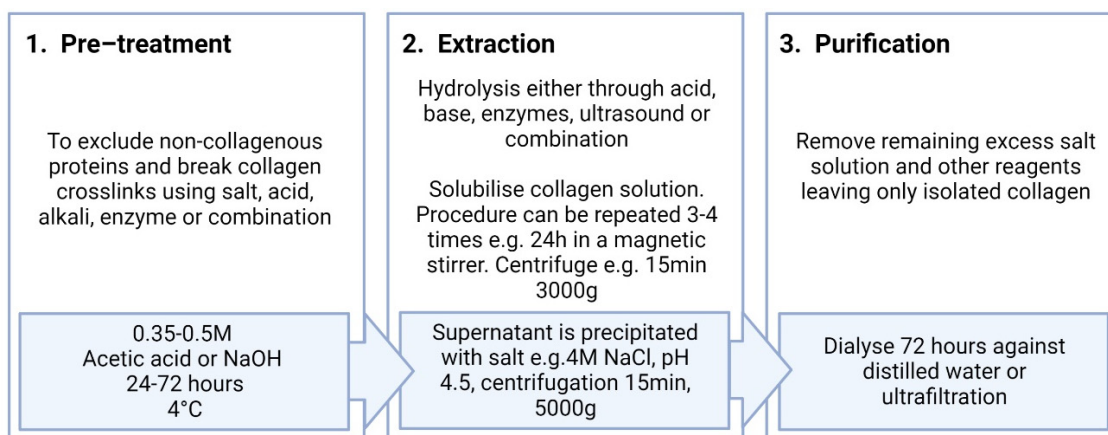 1. Pre–treatment
To exclude non-collagenous
proteins and break collagen
crosslinks using salt, acid,
alkali, enzyme or combination
0.35-0.5M
Acetic acid or NaOH
24-72 hours
4°C
2. Extraction
Hydrolysis either through acid,
base, enzymes, ultrasound or
combination
Solubilise collagen solution.
Procedure can be repeated 3-4
times e.g. 24h in a magnetic
stirrer. Centrifuge e.g. 15min
3000g
Supernatant is precipitated
with salt e.g.4M NaCl, pH
4.5, centrifugation 15min,
5000g
3. Purification
Remove remaining excess salt
solution and other reagents
leaving only isolated collagen
Dialyse 72 hours against
distilled water or
ultrafiltration